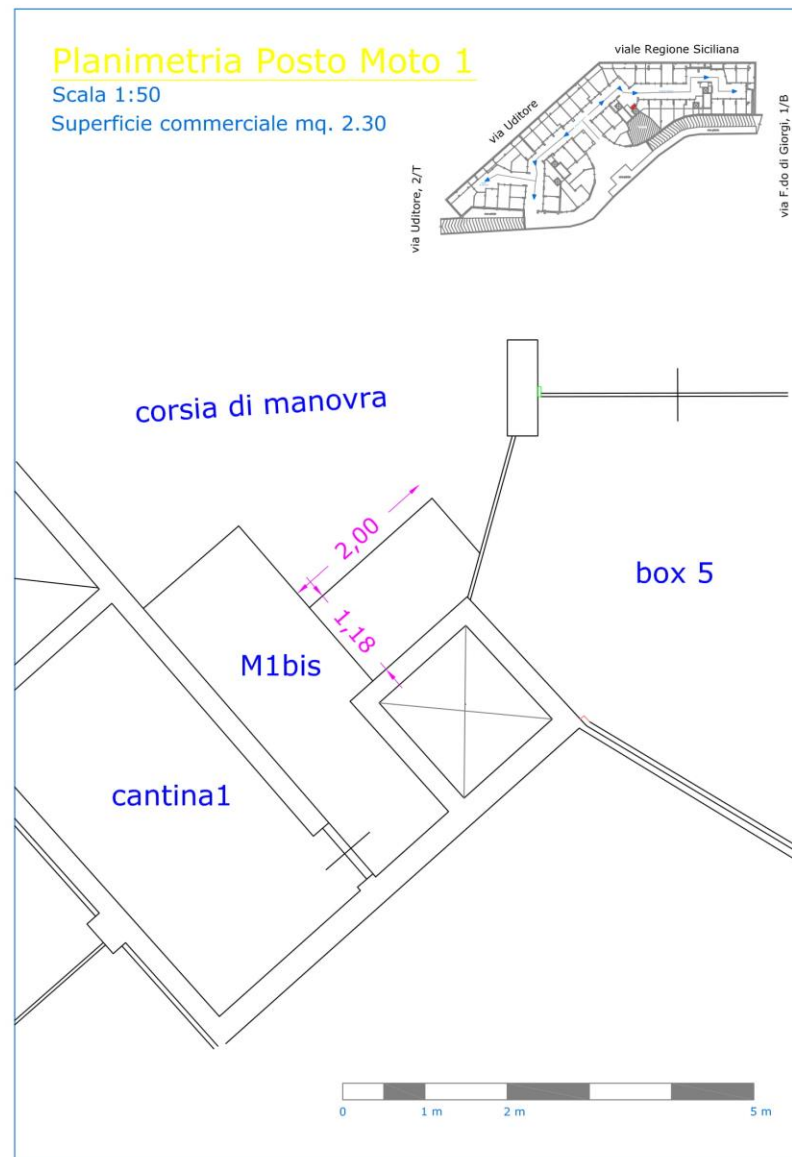 Planimetria Posto Moto 1
Scala 1:50
Superficie commerciale mq. 2.30
viale Regione Siciliana
via Uditore
via Uditore, 2/T
via F.do di Giorgi, 1/B
corsia di manovra
2,00
1,18
box 5
M1bis
cantina1
0 1 m 2 m 5 m